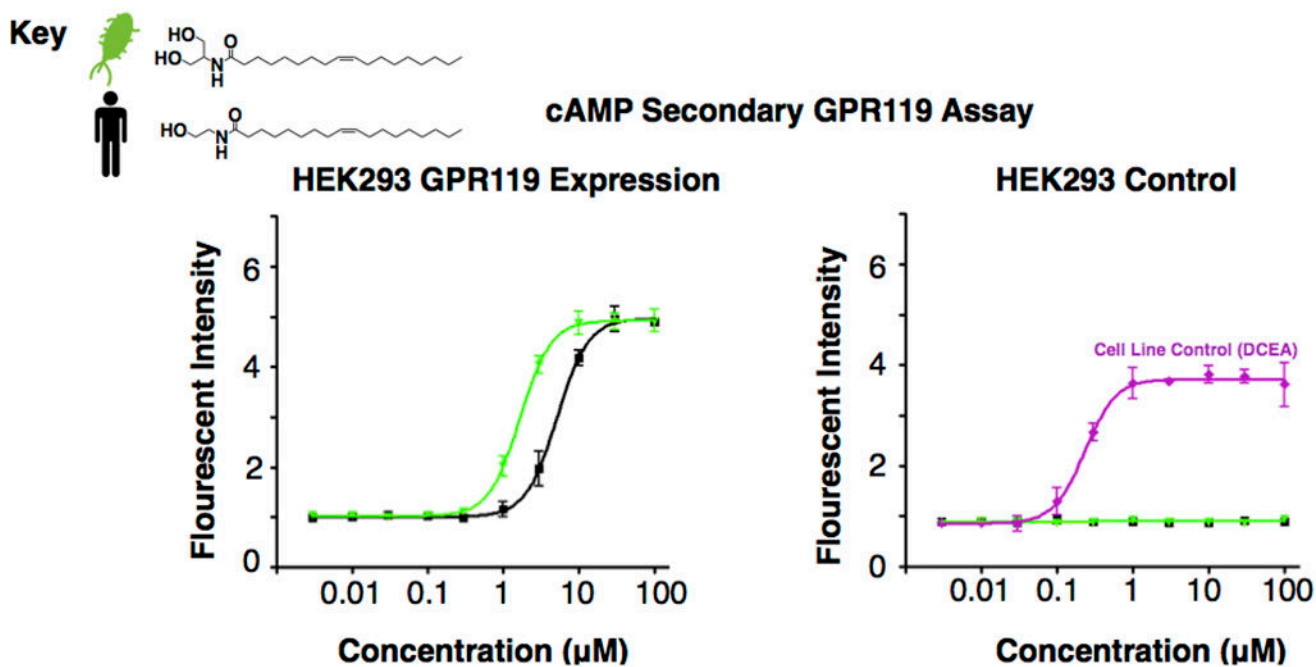 Key
HO
HO
O
N
H
HO
O
N
H
cAMP Secondary GPR119 Assay
HEK293 GPR119 Expression
Flourescent Intensity
6
4
2
0
0.01 0.1 1 10 100
Concentration (µM)
HEK293 Control
Flourescent Intensity
6
4
2
0
Cell Line Control (DCEA)
0.01 0.1 1 10 100
Concentration (µM)